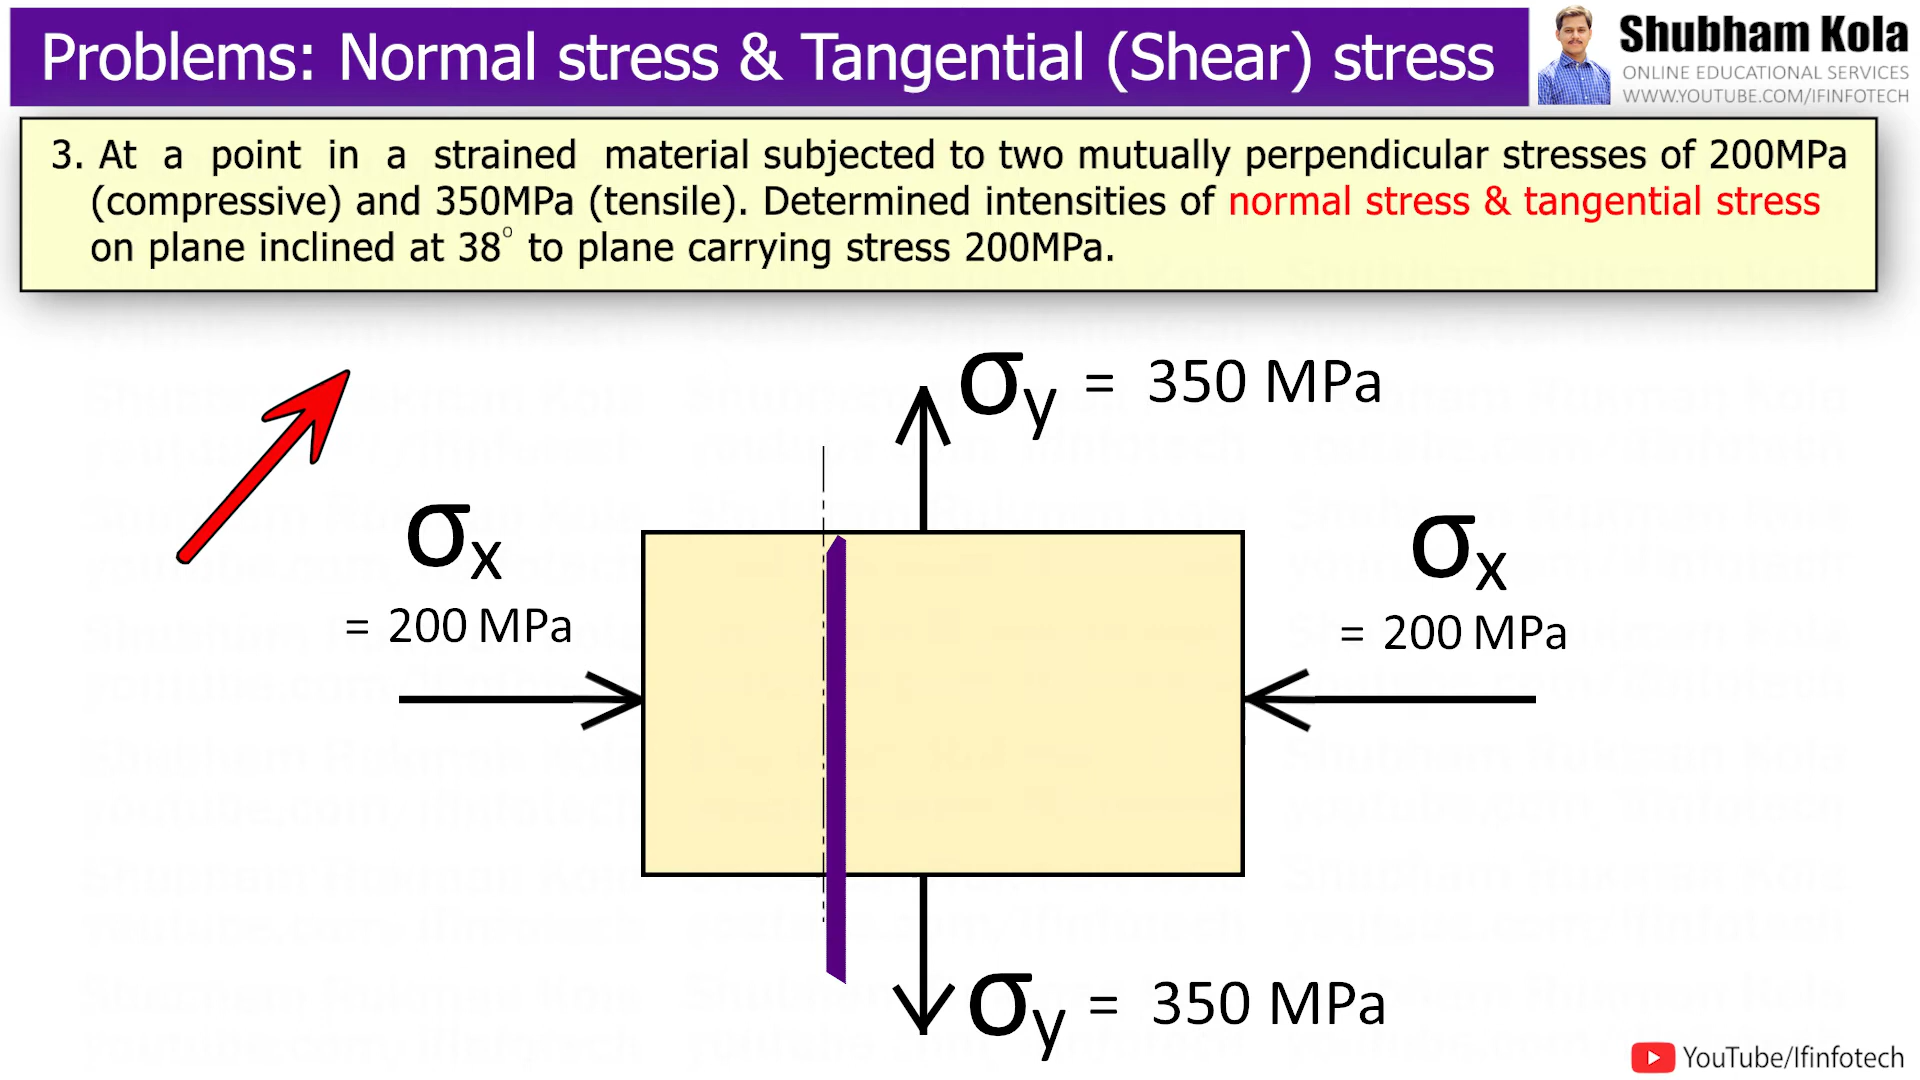 Problems: Normal stress & Tangential (Shear) stress
Shubham Kola
ONLINE EDUCATIONAL SERVICES
WWW.YOUTUBE.COM/IFINFOTECH
3. At a point in a strained material subjected to two mutually perpendicular stresses of 200MPa
(compressive) and 350MPa (tensile). Determined intensities of normal stress & tangential stress
on plane inclined at 38° to plane carrying stress 200MPa.
σy = 350 MPa
σx
= 200 MPa
σx
= 200 MPa
σy = 350 MPa
YouTube/Ifinfotech